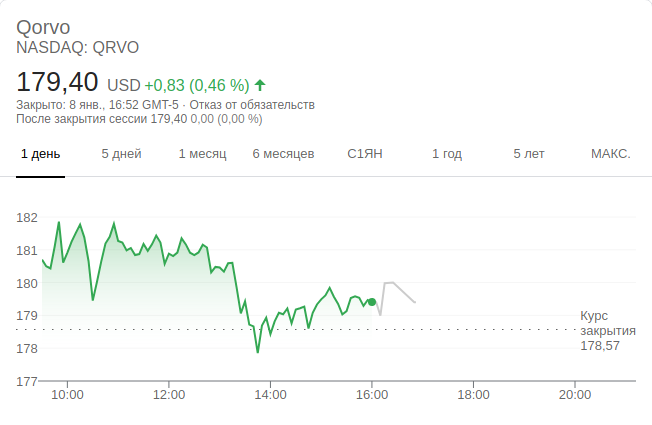 Qorvo
NASDAQ: QRVO
179,40 USD +0,83 (0,46 %)
Закрыто: 8 янв., 16:52 GMT-5 · Отказ от обязательств
После закрытия сессии 179,40 0,00 (0,00 %)
1 день 5 дней 1 месяц 6 месяцев С1ЯН 1 год 5 лет МАКС.
182
181
180
179
178
177
Курс
закрытия
178,57
10:00 12:00 14:00 16:00 18:00 20:00